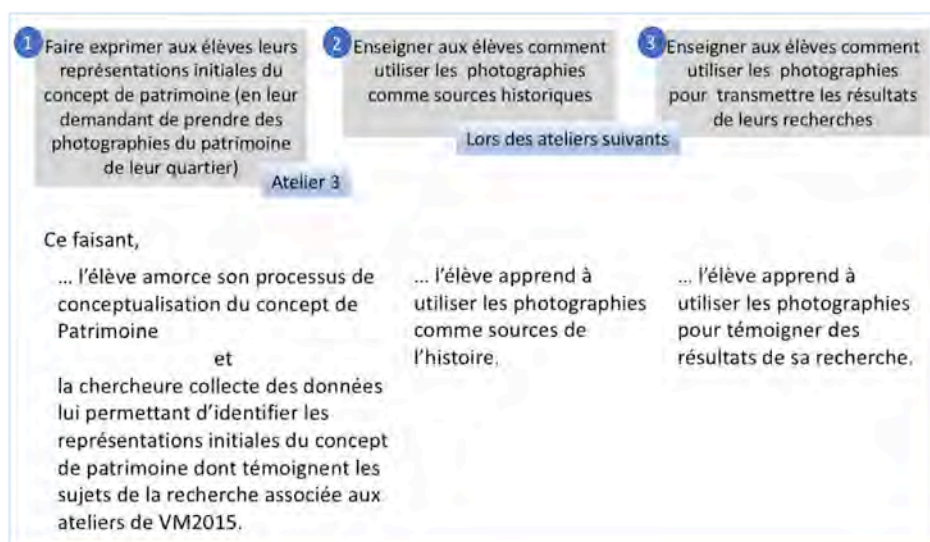 1 Faire exprimer aux élèves leurs
représentations initiales du
concept de patrimoine (en leur
demandant de prendre des
photographies du patrimoine
de leur quartier)
Atelier 3
2 Enseigner aux élèves comment
utiliser les photographies
comme sources historiques
3 Enseigner aux élèves comment
utiliser les photographies
pour transmettre les résultats
de leurs recherches
Lors des ateliers suivants
Ce faisant,
... l'élève amorce son processus de
conceptualisation du concept de
Patrimoine
et
la chercheure collecte des données
lui permettant d'identifier les
représentations initiales du concept
de patrimoine dont témoignent les
sujets de la recherche associée aux
ateliers de VM2015.
... l'élève apprend à
utiliser les photographies
comme sources de
l'histoire.
... l'élève apprend à
utiliser les photographies
pour témoigner des
résultats de sa recherche.